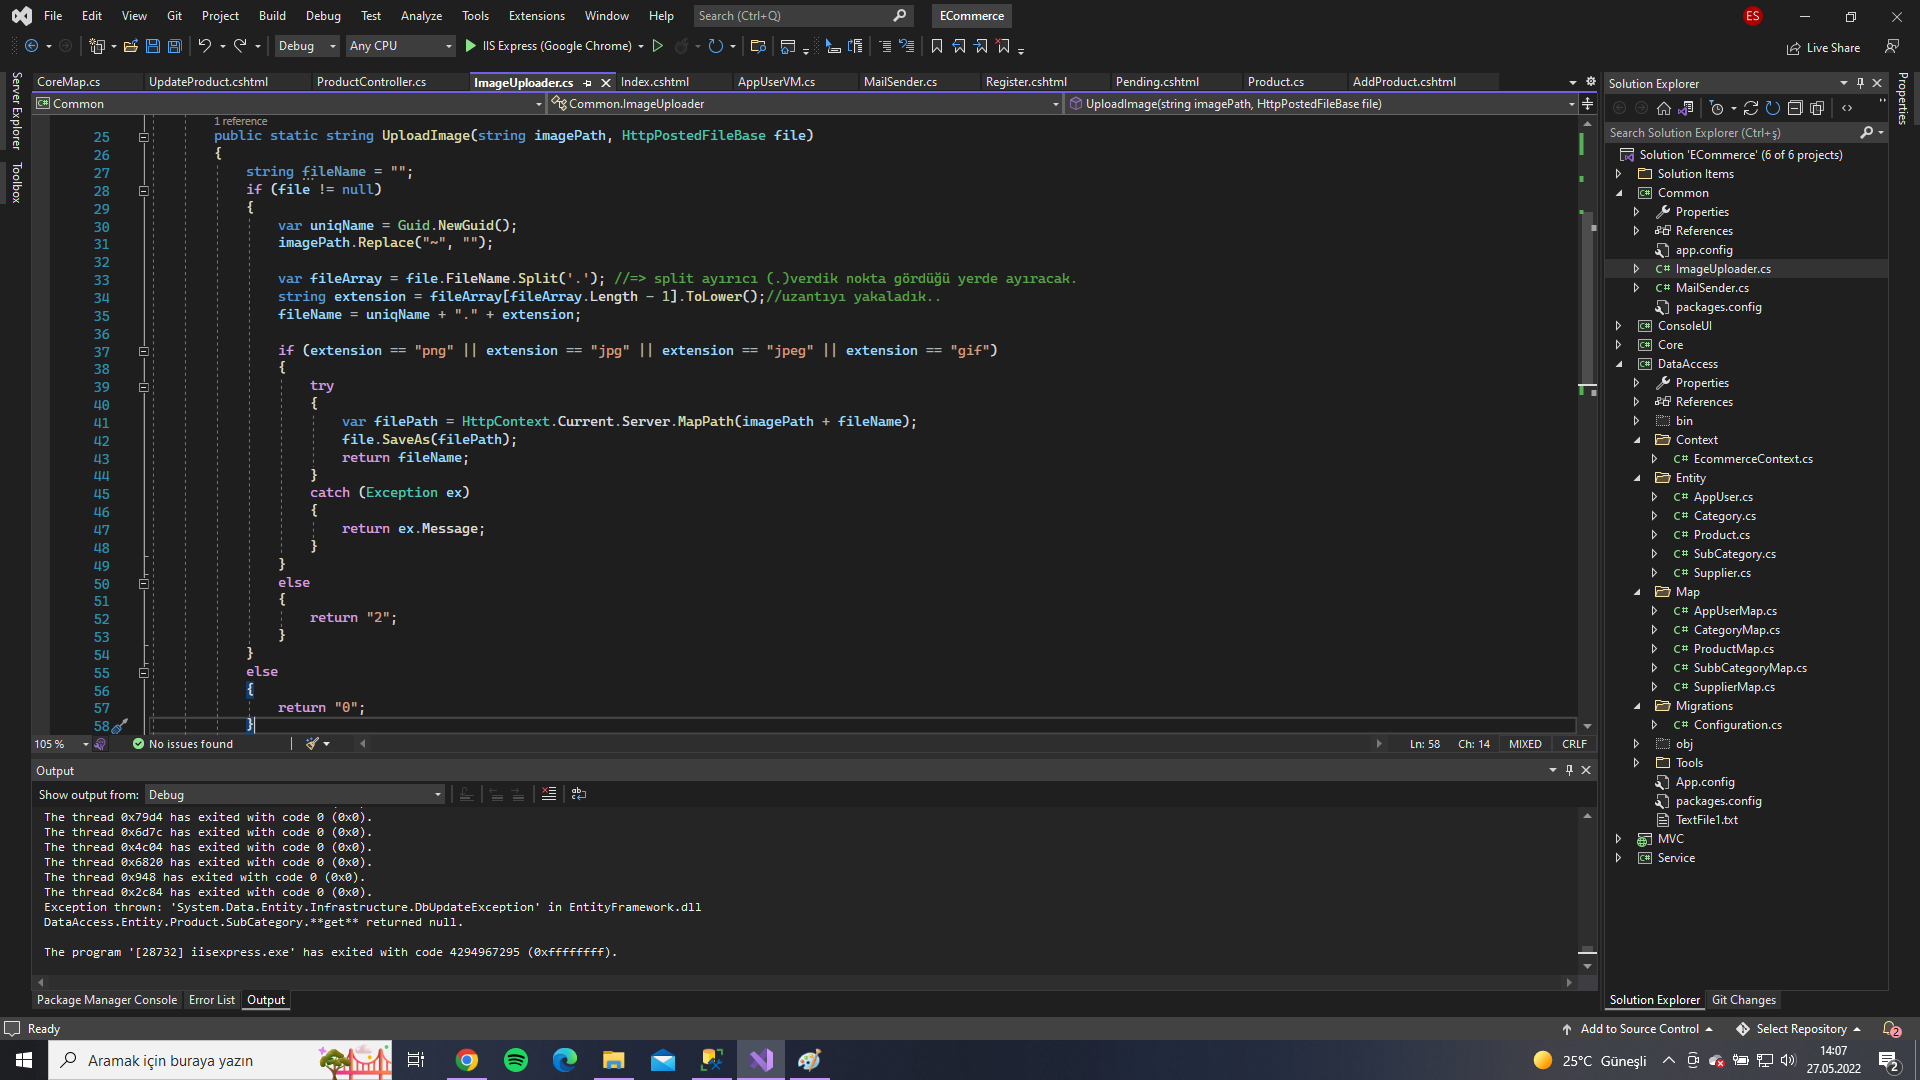 File Edit View Git Project Build Debug Test Analyze Tools Extensions Window Help Search (Ctrl+Q) ECommerce ES
Debug Any CPU IIS Express (Google Chrome) Live Share
Server Explorer
Toolbox
CoreMap.cs UpdateProduct.cshtml ProductController.cs ImageUploader.cs Index.cshtml AppUserVM.cs MailSender.cs Register.cshtml Pending.cshtml Product.cs AddProduct.cshtml
Common Common.ImageUploader UploadImage(string imagePath, HttpPostedFileBase file)
1 reference
25 public static string UploadImage(string imagePath, HttpPostedFileBase file)
26 {
27 string fileName = "";
28 if (file != null)
29 {
30 var uniqName = Guid.NewGuid();
31 imagePath.Replace("~", "");
32
33 var fileArray = file.FileName.Split('.'); //=> split ayırıcı (.)verdik nokta gördüğü yerde ayıracak.
34 string extension = fileArray[fileArray.Length - 1].ToLower();//uzantıyı yakaladık..
35 fileName = uniqName + "." + extension;
36
37 if (extension == "png" || extension == "jpg" || extension == "jpeg" || extension == "gif")
38 {
39 try
40 {
41 var filePath = HttpContext.Current.Server.MapPath(imagePath + fileName);
42 file.SaveAs(filePath);
43 return fileName;
44 }
45 catch (Exception ex)
46 {
47 return ex.Message;
48 }
49 }
50 else
51 {
52 return "2";
53 }
54 }
55 else
56 {
57 return "0";
58 }
105 % No issues found Ln: 58 Ch: 14 MIXED CRLF
Output
Show output from: Debug
The thread 0x79d4 has exited with code 0 (0x0).
The thread 0x6d7c has exited with code 0 (0x0).
The thread 0x4c04 has exited with code 0 (0x0).
The thread 0x6820 has exited with code 0 (0x0).
The thread 0x948 has exited with code 0 (0x0).
The thread 0x2c84 has exited with code 0 (0x0).
Exception thrown: 'System.Data.Entity.Infrastructure.DbUpdateException' in EntityFramework.dll
DataAccess.Entity.Product.SubCategory.**get** returned null.
The program '[28732] iisexpress.exe' has exited with code 4294967295 (0xffffffff).
Package Manager Console Error List Output
Solution Explorer
Search Solution Explorer (Ctrl+ş)
Solution 'ECommerce' (6 of 6 projects)
Solution Items
C# Common
Properties
References
app.config
C# ImageUploader.cs
C# MailSender.cs
packages.config
C# ConsoleUI
C# Core
C# DataAccess
Properties
References
bin
Context
C# EcommerceContext.cs
Entity
C# AppUser.cs
C# Category.cs
C# Product.cs
C# SubCategory.cs
C# Supplier.cs
Map
C# AppUserMap.cs
C# CategoryMap.cs
C# ProductMap.cs
C# SubbCategoryMap.cs
C# SupplierMap.cs
Migrations
C# Configuration.cs
obj
Tools
App.config
packages.config
TextFile1.txt
MVC
C# Service
Solution Explorer Git Changes
Properties
Ready Add to Source Control Select Repository 2
Aramak için buraya yazın 25°C Güneşli 14:07
27.05.2022 2